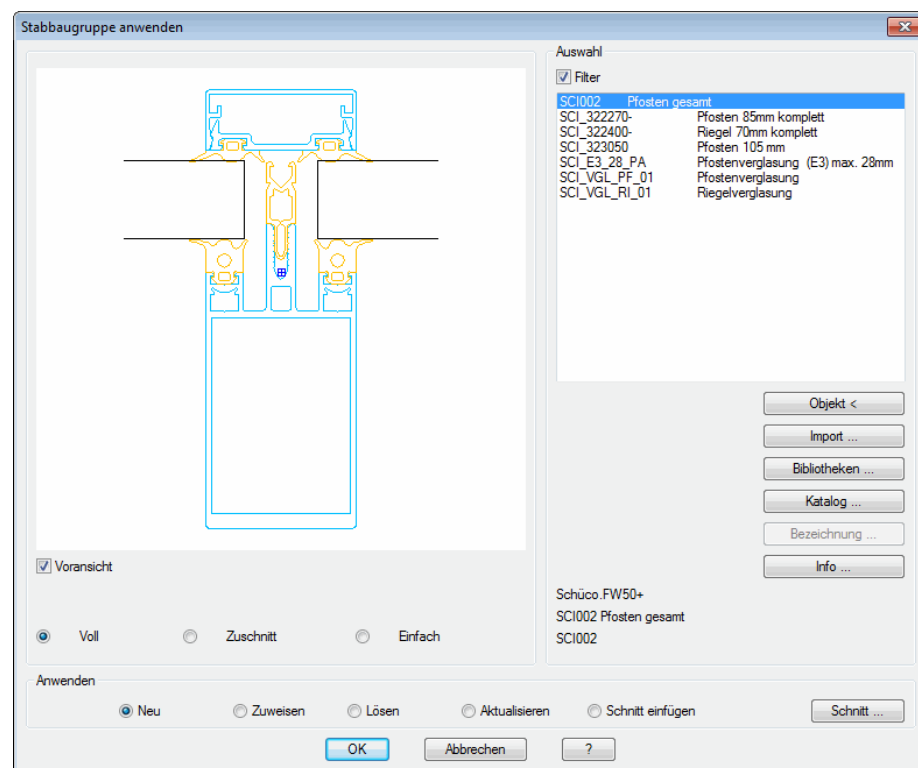 Stabbaugruppe anwenden
Auswahl
Filter
SCI002 Pfosten gesamt
SCI_322270- Pfosten 85mm komplett
SCI_322400- Riegel 70mm komplett
SCI_323050 Pfosten 105 mm
SCI_E3_28_PA Pfostenverglasung (E3) max. 28mm
SCI_VGL_PF_01 Pfostenverglasung
SCI_VGL_RI_01 Riegelverglasung
Objekt <
Import ...
Bibliotheken ...
Katalog ...
Bezeichnung ...
Info ...
Voransicht
Schüco.FW50+
SCI002 Pfosten gesamt
SCI002
Voll Zuschnitt Einfach
Anwenden
Neu Zuweisen Lösen Aktualisieren Schnitt einfügen Schnitt ...
OK Abbrechen ?